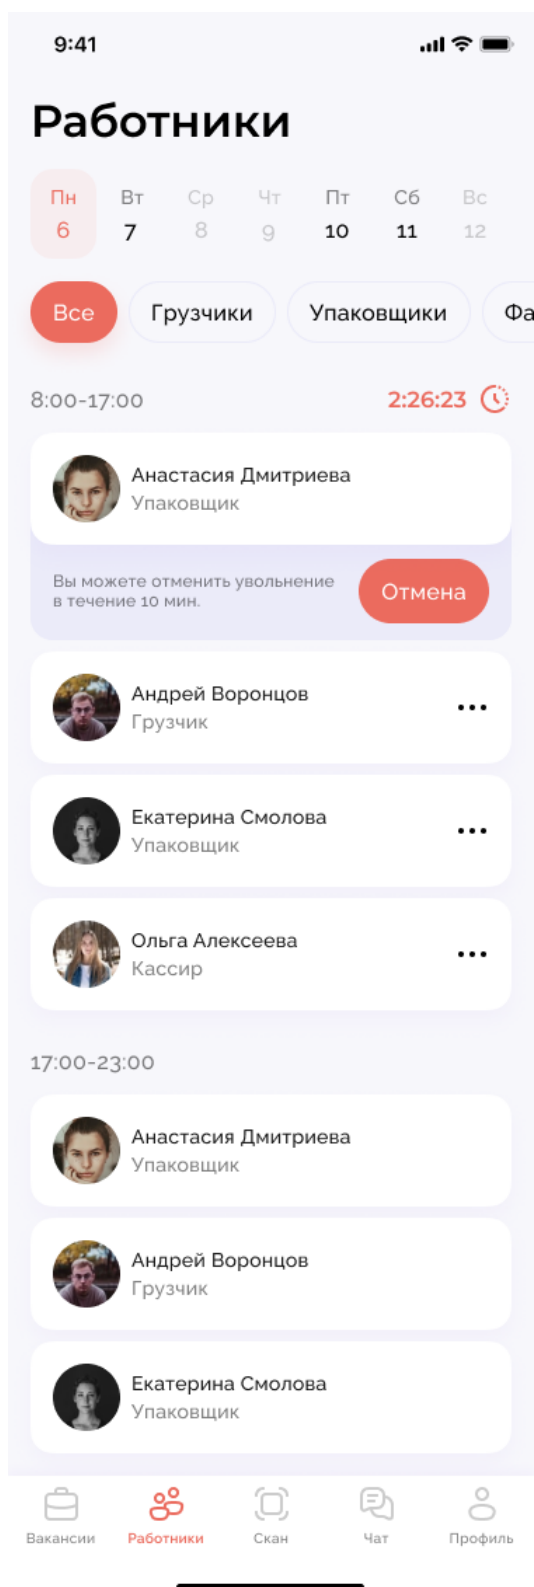 9:41
Работники
Пн Вт Ср Чт Пт Сб Вс
6 7 8 9 10 11 12
Все Грузчики Упаковщики Фа
8:00-17:00 2:26:23
Анастасия Дмитриева
Упаковщик
Вы можете отменить увольнение
в течение 10 мин.
Отмена
Андрей Воронцов
Грузчик
Екатерина Смолова
Упаковщик
Ольга Алексеева
Кассир
17:00-23:00
Анастасия Дмитриева
Упаковщик
Андрей Воронцов
Грузчик
Екатерина Смолова
Упаковщик
Вакансии Работники Скан Чат Профиль